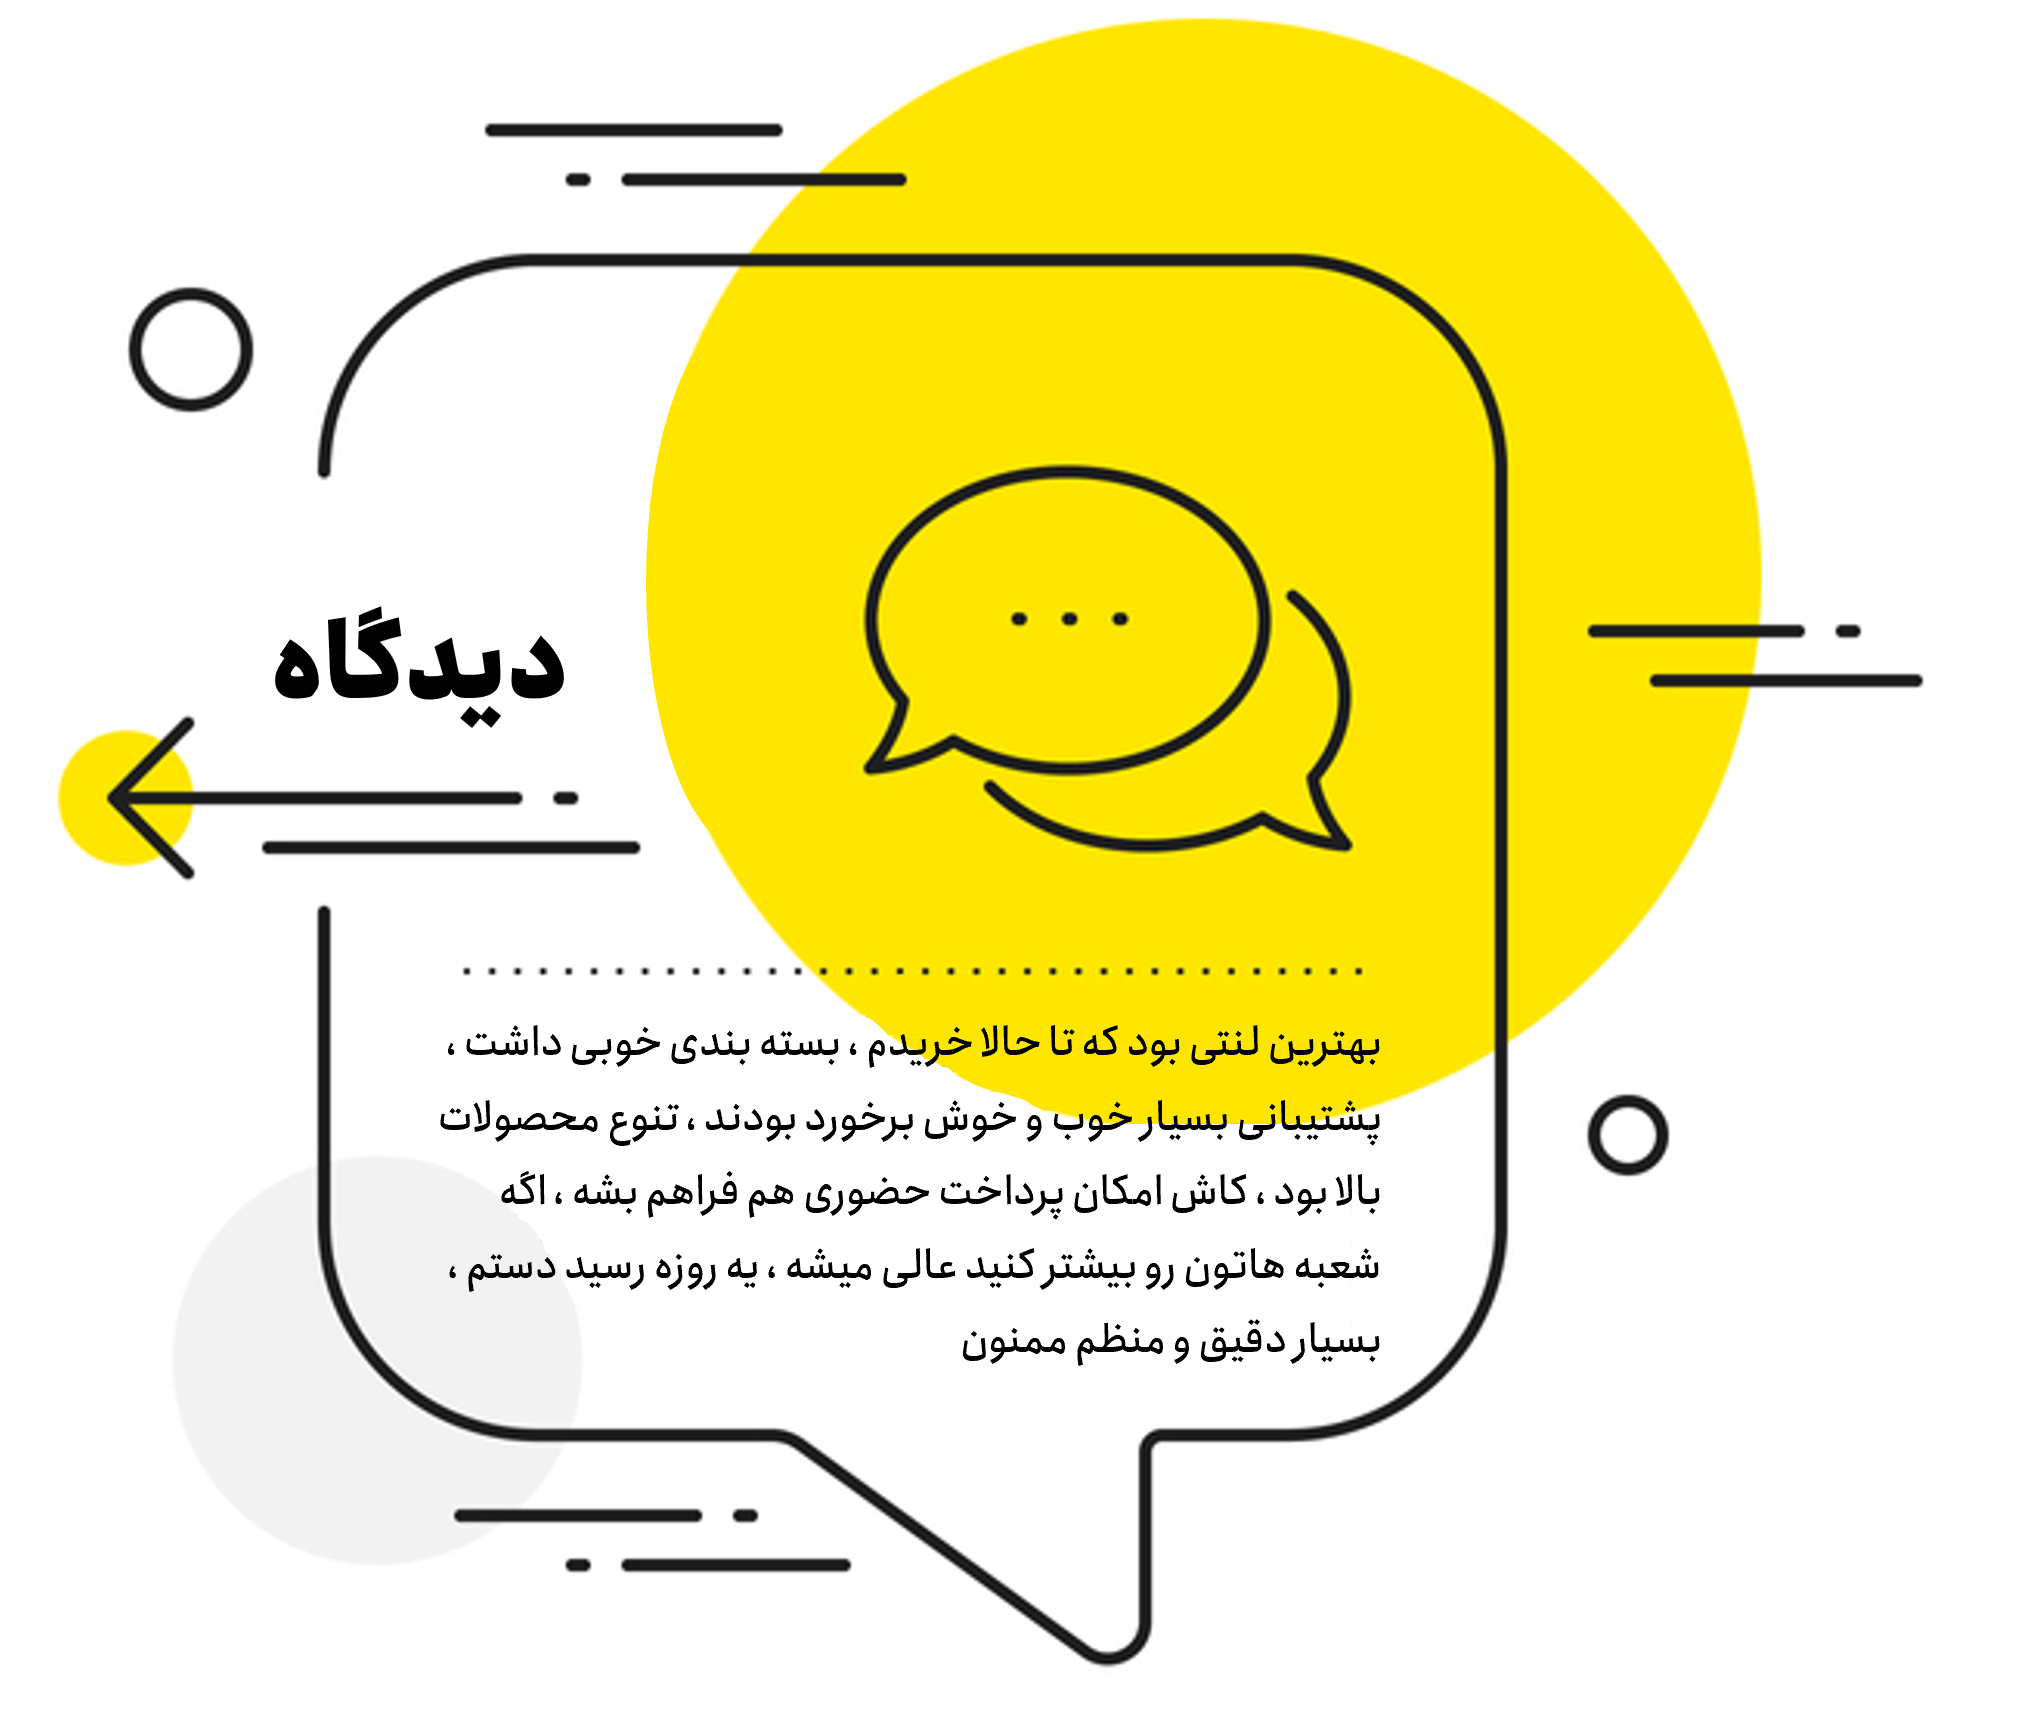 دیدگاه
بهترین لنتی بود که تا حالا خریدم ، بسته بندی خوبی داشت ،
پشتیبانی بسیار خوب و خوش برخورد بودند ، تنوع محصولات
بالا بود ، کاش امکان پرداخت حضوری هم فراهم بشه ، اگه
شعبه هاتون رو بیشتر کنید عالی میشه ، یه روزه رسید دستم ،
بسیار دقیق و منظم ممنون